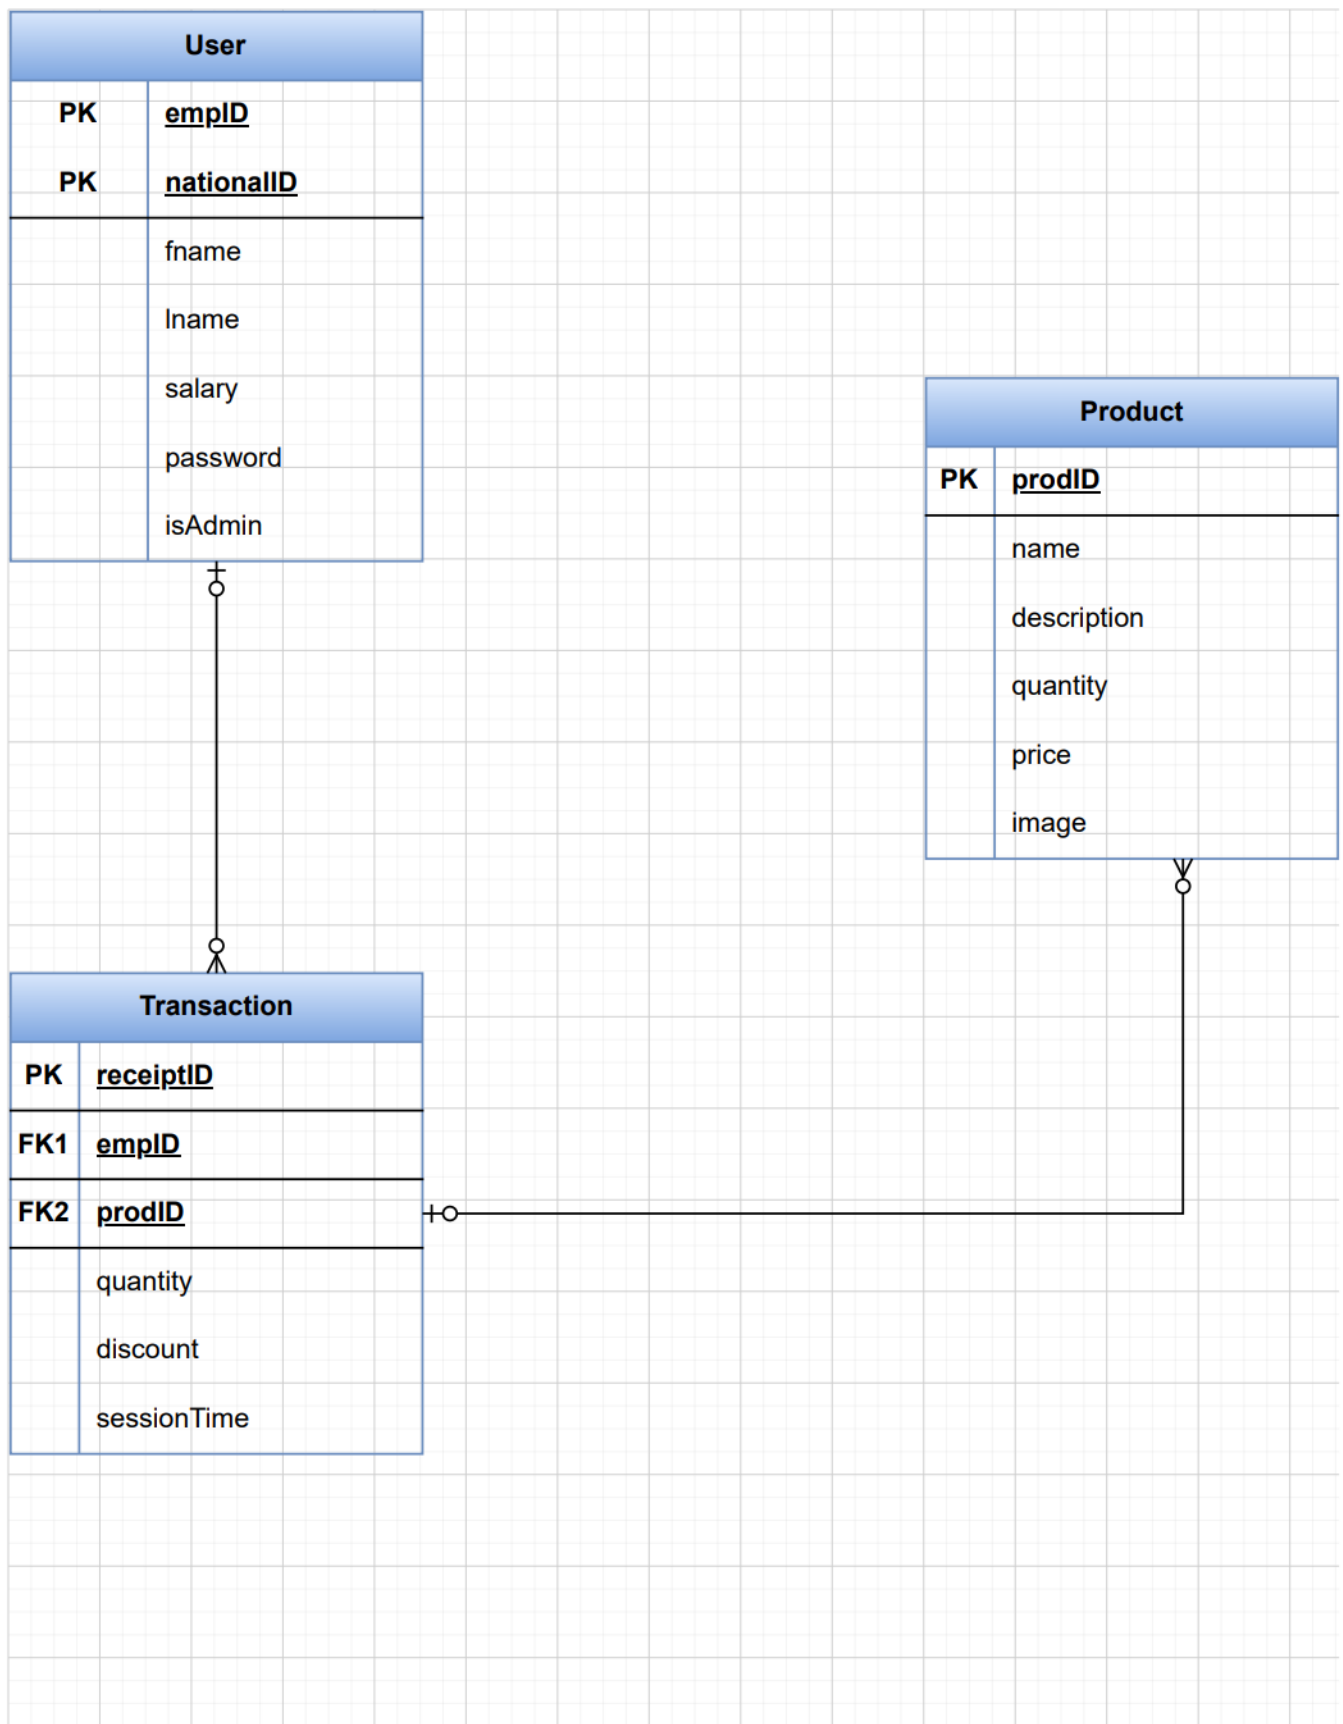 User
PK empID
PK nationalID
fname
lname
salary
password
isAdmin
Product
PK prodID
name
description
quantity
price
image
Transaction
PK receiptID
FK1 empID
FK2 prodID
quantity
discount
sessionTime